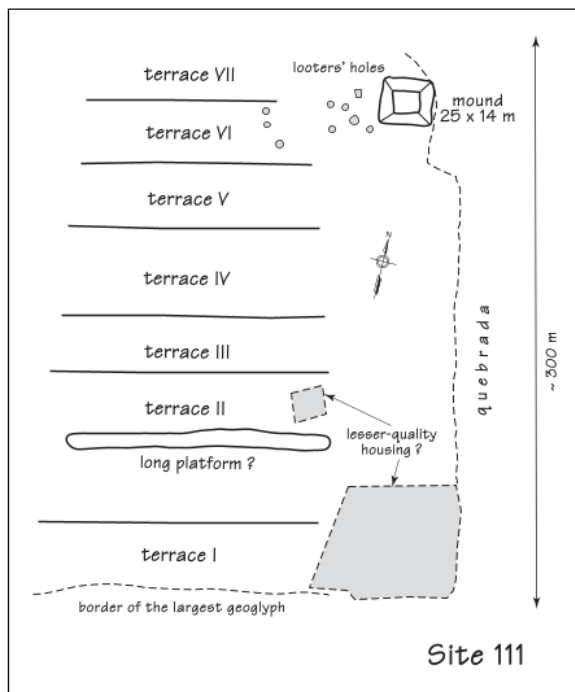 terrace VII
looters' holes
mound
25 x 14 m
terrace VI
terrace V
N
terrace IV
quebrada
~ 300 m
terrace III
terrace II
lesser-quality
housing ?
long platform ?
terrace I
border of the largest geoglyph
Site 111